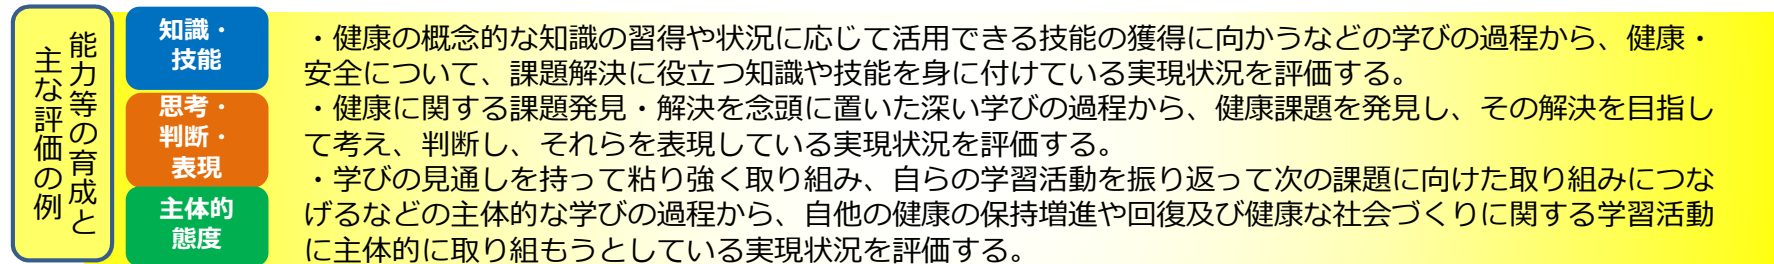 能力等の育成と
主な評価の例
知識・
技能
・健康の概念的な知識の習得や状況に応じて活用できる技能の獲得に向かうなどの学びの過程から、健康・
安全について、課題解決に役立つ知識や技能を身に付けている実現状況を評価する。
思考・
判断・
表現
・健康に関する課題発見・解決を念頭に置いた深い学びの過程から、健康課題を発見し、その解決を目指し
て考え、判断し、それらを表現している実現状況を評価する。
主体的
態度
・学びの見通しを持って粘り強く取り組み、自らの学習活動を振り返って次の課題に向けた取り組みにつな
げるなどの主体的な学びの過程から、自他の健康の保持増進や回復及び健康な社会づくりに関する学習活動
に主体的に取り組もうとしている実現状況を評価する。